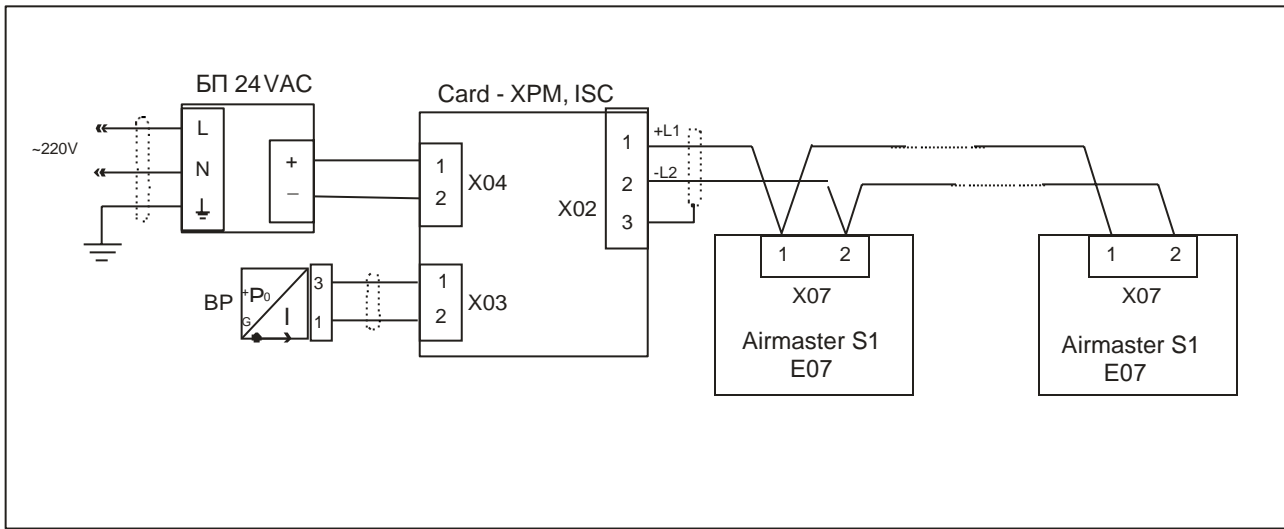 БП 24VAC
Card - XPM, ISC
~220V
L
N
+
–
1
2
X04
X02
1
2
3
+L1
-L2
BP
+P0
G
I
3
1
1
2
X03
1 2
X07
Airmaster S1
E07
1 2
X07
Airmaster S1
E07